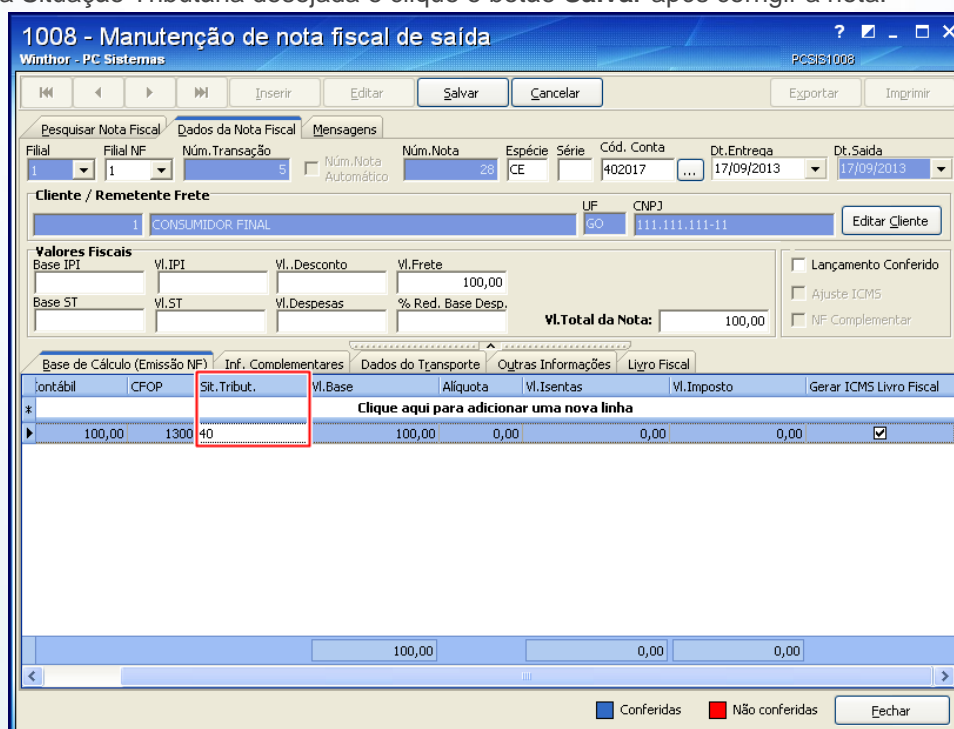 a Situação Tributária desejada e clique o botão Salvar após corrigir a nota.
1008 - Manutenção de nota fiscal de saída
Winthor - PC Sistemas PCSIS1008
Inserir Editar Salvar Cancelar Exportar Imprimir
Pesquisar Nota Fiscal Dados da Nota Fiscal Mensagens
Filial Filial NF Núm.Transação Núm.Nota Automático Núm.Nota Espécie Série Cód. Conta Dt.Entrega Dt.Saida
1 1 5 28 CE 402017 ... 17/09/2013 17/09/2013
Cliente / Remetente Frete UF CNPJ
1 CONSUMIDOR FINAL GO 111.111.111-11 Editar Cliente
Valores Fiscais
Base IPI Vl.IPI Vl..Desconto Vl.Frete Lançamento Conferido
100,00
Ajuste ICMS
Base ST Vl.ST Vl.Despesas % Red. Base Desp.
Vl.Total da Nota: 100,00 NF Complementar
Base de Cálculo (Emissão NF) Inf. Complementares Dados do Transporte Outras Informações Livro Fiscal
Contábil CFOP Sit.Tribut. Vl.Base Alíquota Vl.Isentas Vl.Imposto Gerar ICMS Livro Fiscal
* Clique aqui para adicionar uma nova linha
100,00 1300 40 100,00 0,00 0,00 0,00
100,00 0,00 0,00
Conferidas Não conferidas Fechar